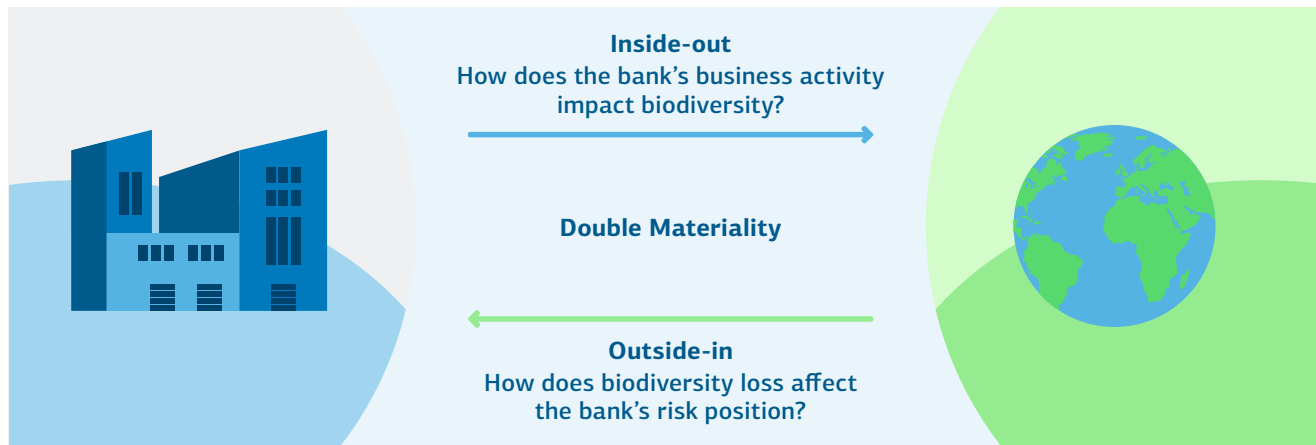 Inside-out
How does the bank’s business activity
impact biodiversity?
Double Materiality
Outside-in
How does biodiversity loss affect
the bank’s risk position?